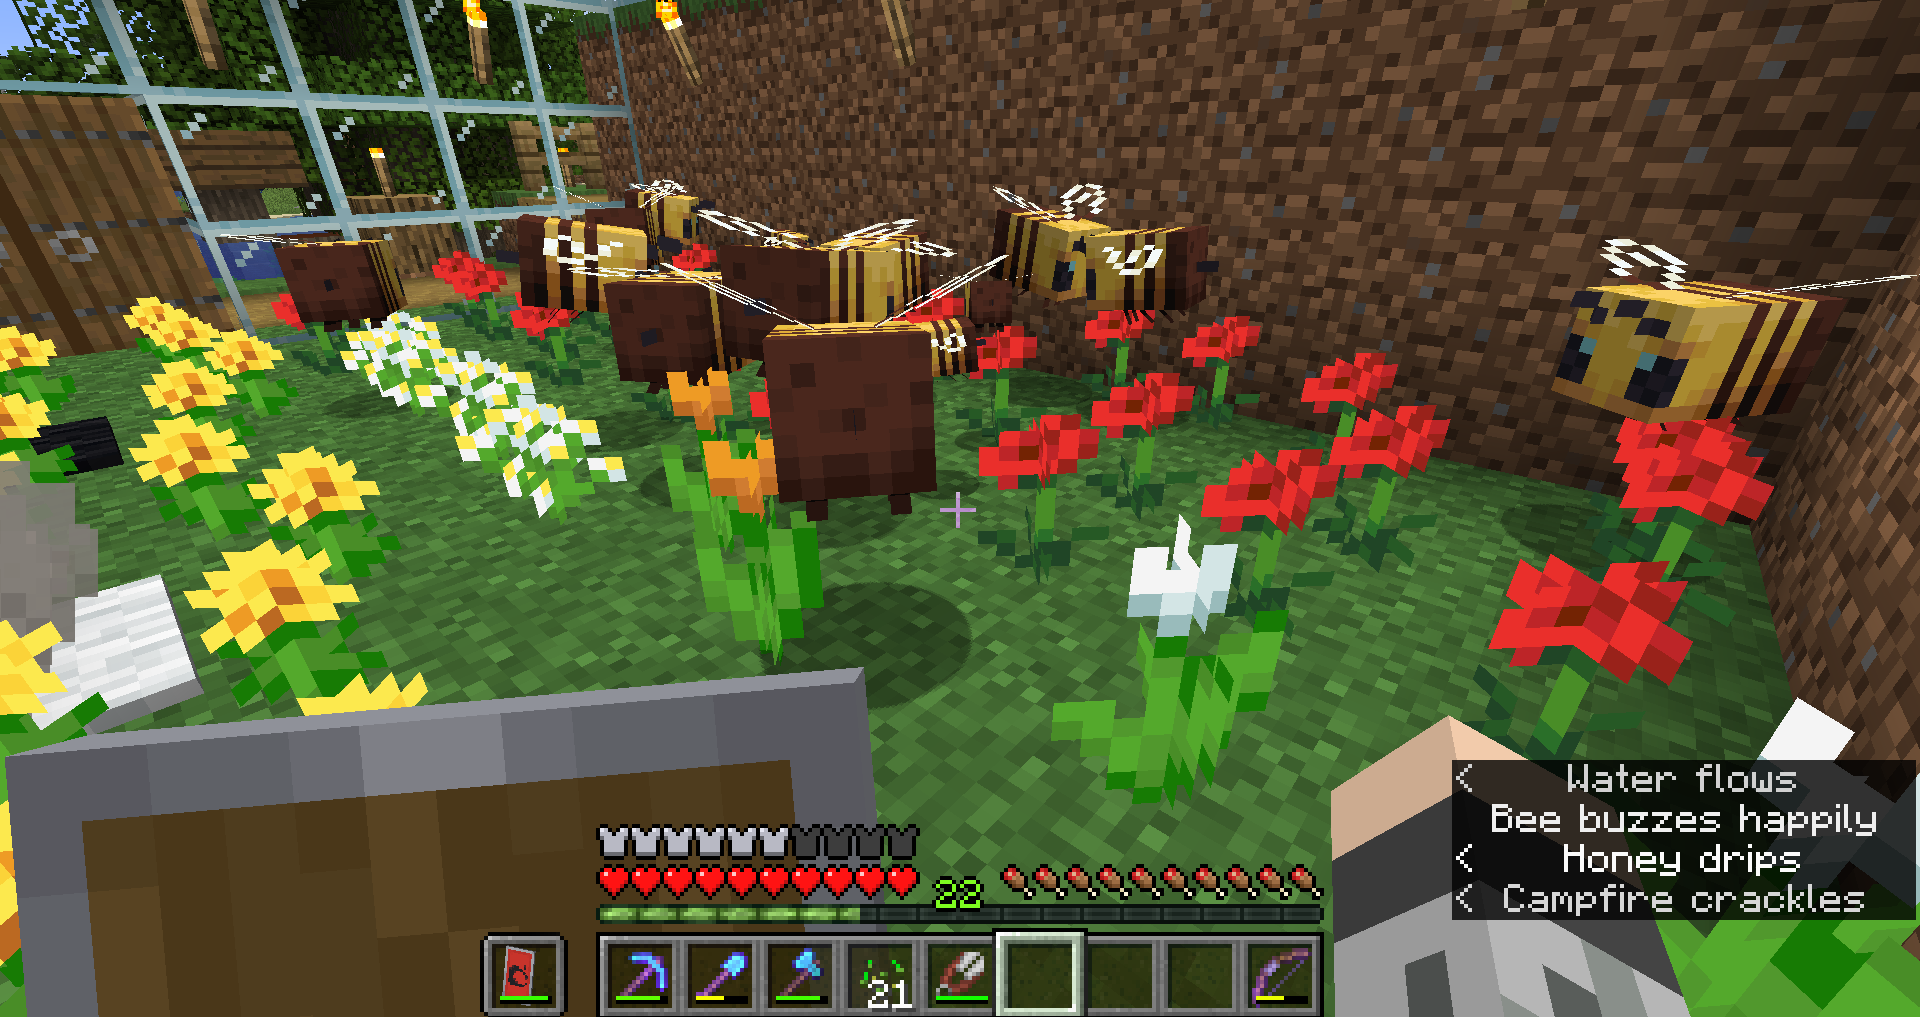 < Water flows
Bee buzzes happily
< Honey drips
< Campfire crackles
22
21